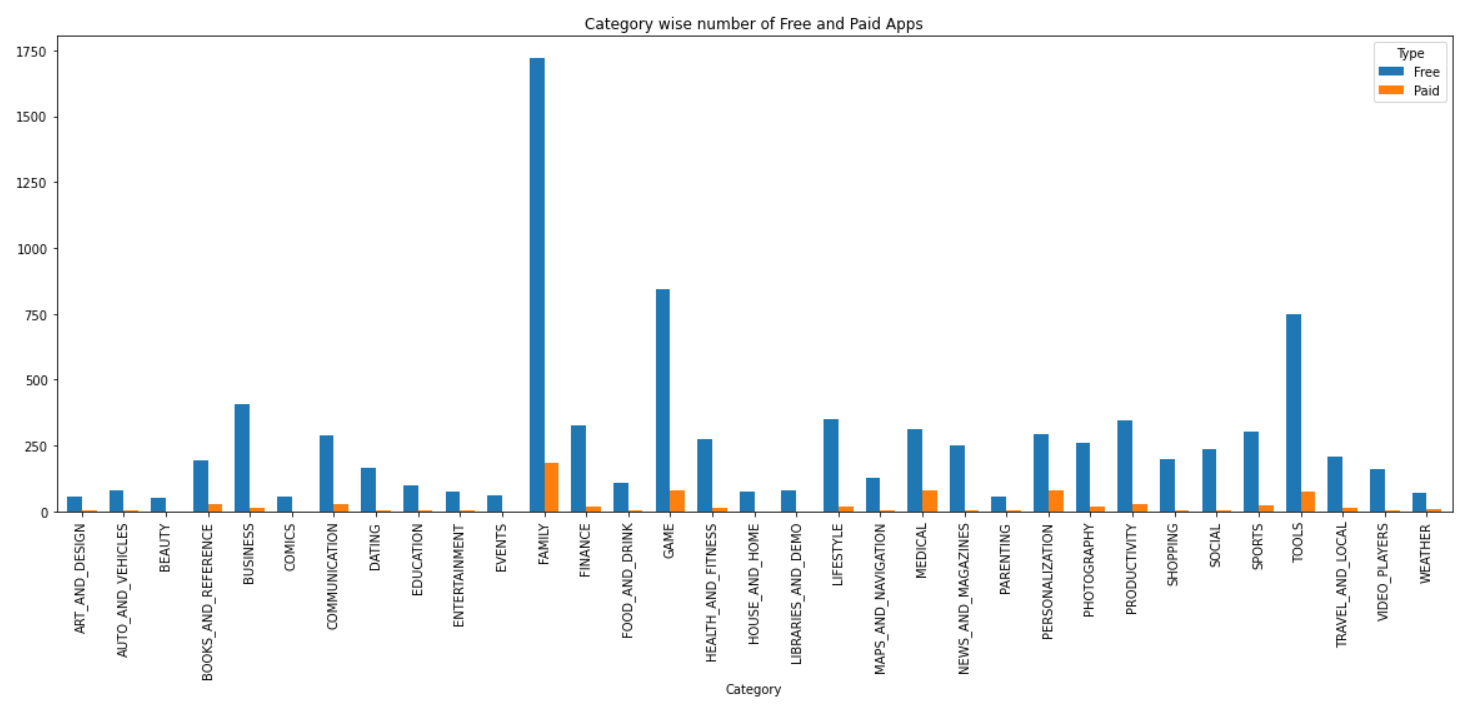 Category wise number of Free and Paid Apps
Type
Free
Paid
1750
1500
1250
1000
750
500
250
0
ART_AND_DESIGN
AUTO_AND_VEHICLES
BEAUTY
BOOKS_AND_REFERENCE
BUSINESS
COMICS
COMMUNICATION
DATING
EDUCATION
ENTERTAINMENT
EVENTS
FAMILY
FINANCE
FOOD_AND_DRINK
GAME
HEALTH_AND_FITNESS
HOUSE_AND_HOME
LIBRARIES_AND_DEMO
LIFESTYLE
MAPS_AND_NAVIGATION
MEDICAL
NEWS_AND_MAGAZINES
PARENTING
PERSONALIZATION
PHOTOGRAPHY
PRODUCTIVITY
SHOPPING
SOCIAL
SPORTS
TOOLS
TRAVEL_AND_LOCAL
VIDEO_PLAYERS
WEATHER
Category